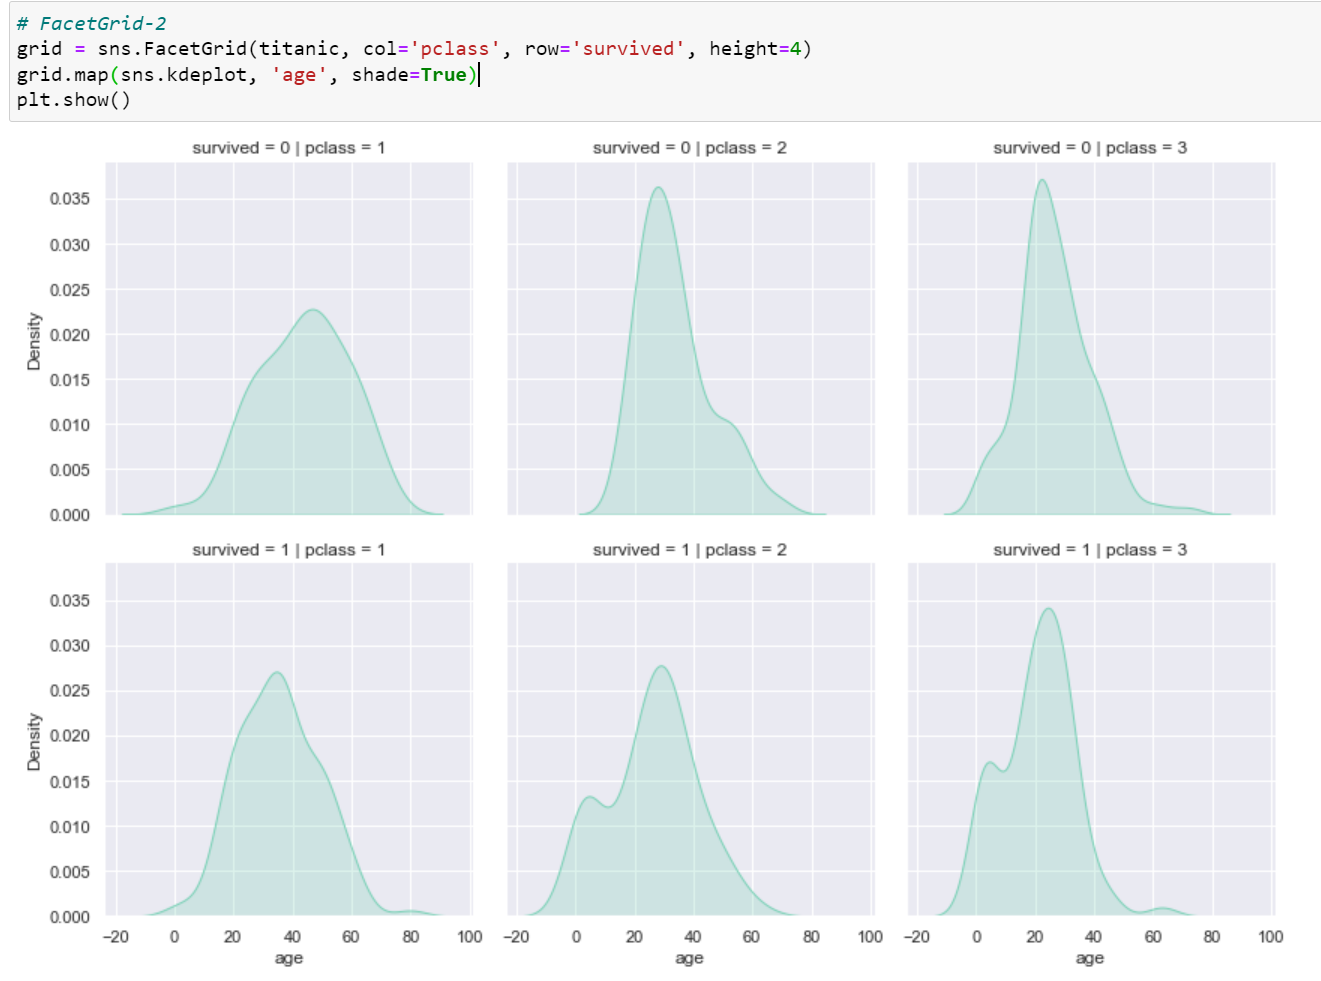 # FacetGrid-2
grid = sns.FacetGrid(titanic, col='pclass', row='survived', height=4)
grid.map(sns.kdeplot, 'age', shade=True)
plt.show()
survived = 0 | pclass = 1
survived = 0 | pclass = 2
survived = 0 | pclass = 3
0.035
0.030
0.025
0.020
0.015
0.010
0.005
0.000
Density
survived = 1 | pclass = 1
survived = 1 | pclass = 2
survived = 1 | pclass = 3
0.035
0.030
0.025
0.020
0.015
0.010
0.005
0.000
Density
−20 0 20 40 60 80 100
−20 0 20 40 60 80 100
−20 0 20 40 60 80 100
age
age
age